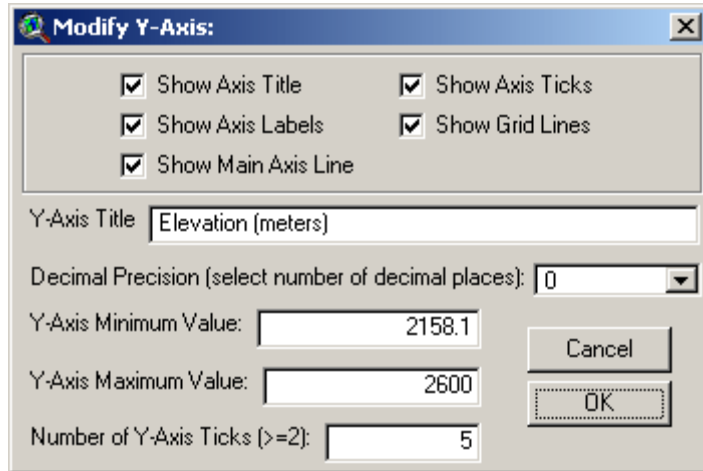 Modify Y-Axis:
Show Axis Title
Show Axis Ticks
Show Axis Labels
Show Grid Lines
Show Main Axis Line
Y-Axis Title Elevation (meters)
Decimal Precision (select number of decimal places): 0
Y-Axis Minimum Value: 2158.1
Cancel
Y-Axis Maximum Value: 2600
OK
Number of Y-Axis Ticks (>=2): 5